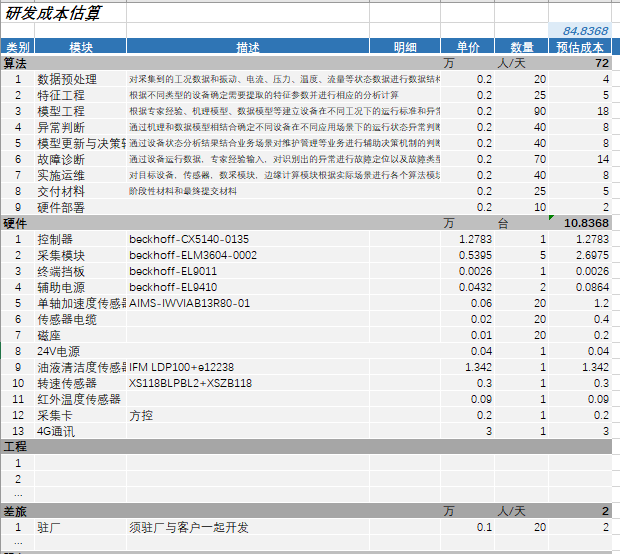 研发成本估算
84.8368
类别 模块 描述 明细 单价 数量 预估成本
算法 万 人/天 72
1 数据预处理 对采集到的工况数据和振动、电流、压力、温度、流量等状态数据进行数据结构 0.2 20 4
2 特征工程 根据不同类型的设备确定需要提取的特征参数并进行相应的分析计算 0.2 25 5
3 模型工程 根据专家经验、机理模型、数据模型等建立设备在不同工况下的运行标准和异常 0.2 90 18
4 异常判断 通过机理和数据模型相结合确定不同设备在不同应用场景下的运行状态异常判断 0.2 40 8
5 模型更新与决策 通过设备状态分析结果结合业务场景对维护管理等业务进行辅助决策机制的判断 0.2 40 8
6 故障诊断 通过设备运行数据，专家经验输入，对识别出的异常进行故障定位以及故障类型 0.2 70 14
7 实施运维 对目标设备，传感器，数采模块，边缘计算模块根据实际场景进行各个算法模块 0.2 40 8
8 交付材料 阶段性材料和最终提交材料 0.2 25 5
9 硬件部署 0.2 10 2
硬件 万 台 10.8368
1 控制器 beckhoff-CX5140-0135 1.2783 1 1.2783
2 采集模块 beckhoff-ELM3604-0002 0.5395 5 2.6975
3 终端挡板 beckhoff-EL9011 0.0026 1 0.0026
4 辅助电源 beckhoff-EL9410 0.0432 2 0.0864
5 单轴加速度传感器 AIMS-IWVIAB13R80-01 0.06 20 1.2
6 传感器电缆 0.02 20 0.4
7 磁座 0.01 20 0.2
8 24V电源 0.04 1 0.04
9 油液清洁度传感器 IFM LDP100+e12238 1.342 1 1.342
10 转速传感器 XS118BLPBL2+XSZB118 0.3 1 0.3
11 红外温度传感器 0.09 1 0.09
12 采集卡 方控 0.2 1 0.2
13 4G通讯 3 1 3
工程
1
2
...
差旅 万 人/天 2
1 驻厂 须驻厂与客户一起开发 0.1 20 2
...